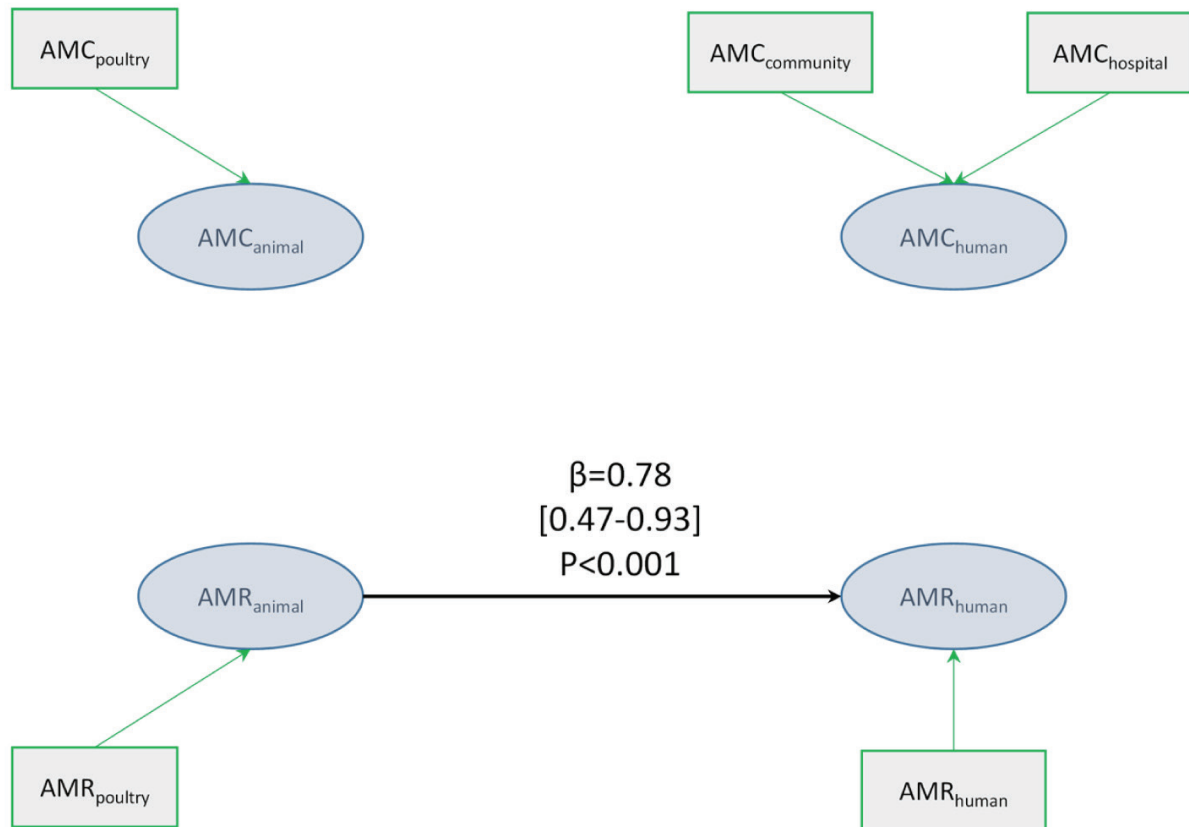 AMCpoultry
AMCcommunity
AMChospital
AMCanimal
AMChuman
β=0.78
[0.47-0.93]
P<0.001
AMRanimal
AMRhuman
AMRpoultry
AMRhuman